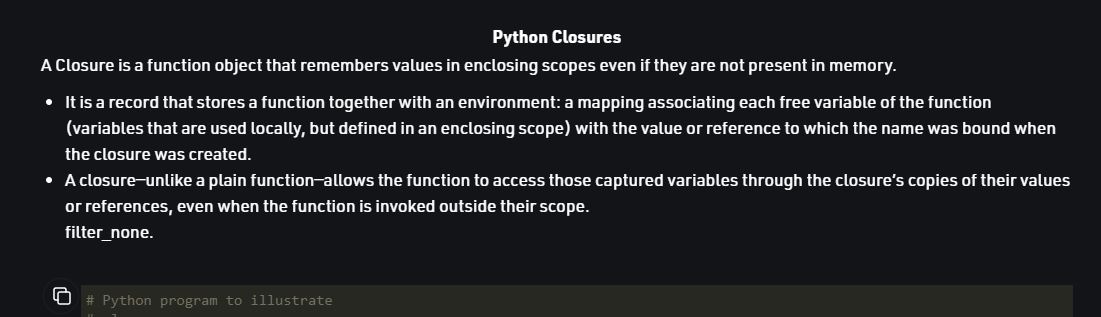 Python Closures
A Closure is a function object that remembers values in enclosing scopes even if they are not present in memory.
• It is a record that stores a function together with an environment: a mapping associating each free variable of the function
(variables that are used locally, but defined in an enclosing scope) with the value or reference to which the name was bound when
the closure was created.
• A closure—unlike a plain function—allows the function to access those captured variables through the closure's copies of their values
or references, even when the function is invoked outside their scope.
filter_none.
# Python program to illustrate